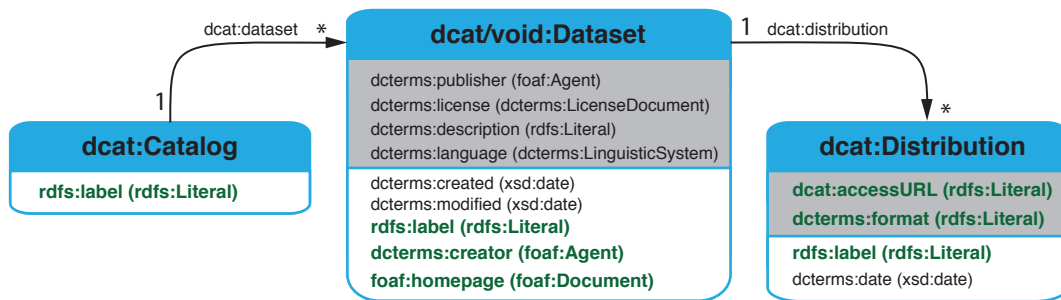 dcat:dataset
*
1
dcat:Catalog
rdfs:label (rdfs:Literal)
dcat/void:Dataset
dcterms:publisher (foaf:Agent)
dcterms:license (dcterms:LicenseDocument)
dcterms:description (rdfs:Literal)
dcterms:language (dcterms:LinguisticSystem)
dcterms:created (xsd:date)
dcterms:modified (xsd:date)
rdfs:label (rdfs:Literal)
dcterms:creator (foaf:Agent)
foaf:homepage (foaf:Document)
1
dcat:distribution
*
dcat:Distribution
dcat:accessURL (rdfs:Literal)
dcterms:format (rdfs:Literal)
rdfs:label (rdfs:Literal)
dcterms:date (xsd:date)